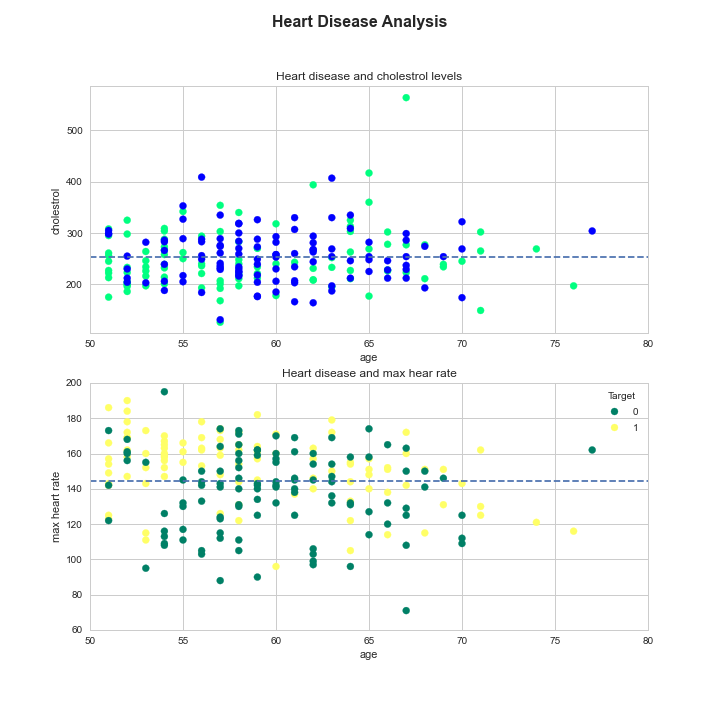 Heart Disease Analysis
Heart disease and cholestrol levels
cholestrol
500
400
300
200
50 55 60 65 70 75 80
age
Heart disease and max hear rate
max heart rate
200
180
160
140
120
100
80
60
Target
0
1
50 55 60 65 70 75 80
age